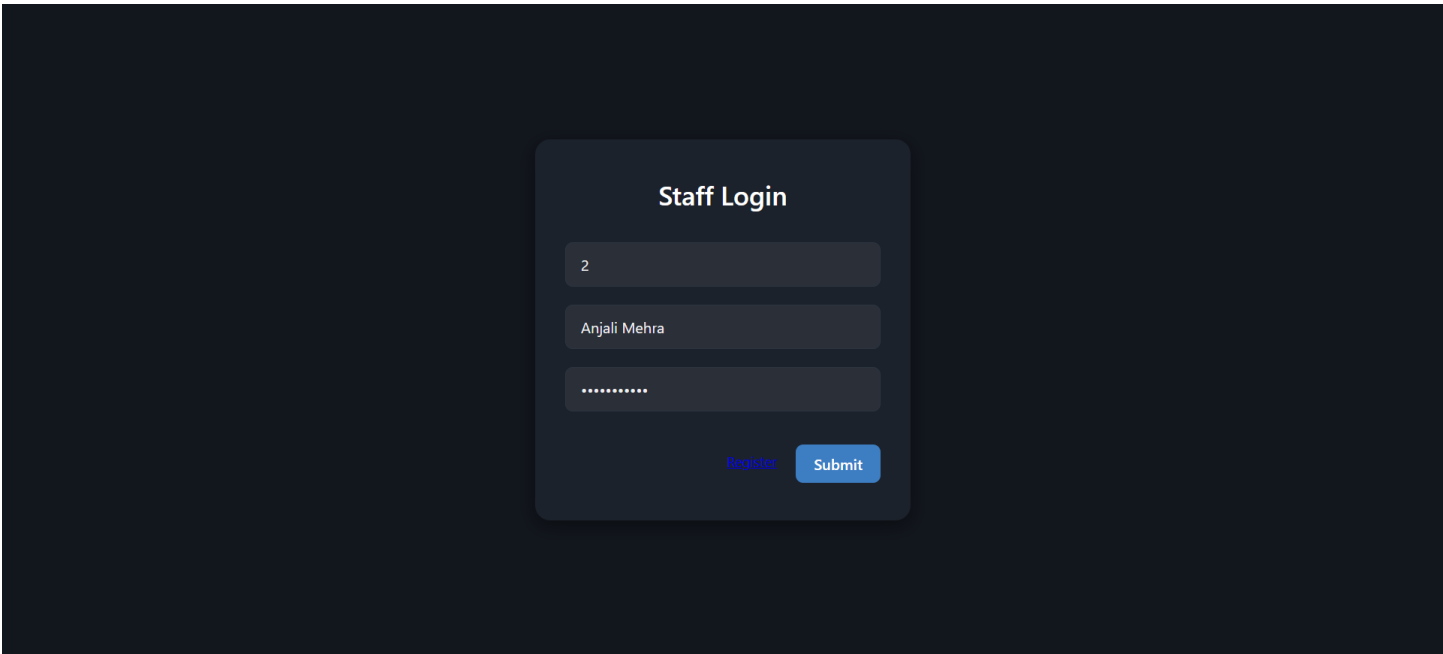 Staff Login
2
Anjali Mehra
•••••••••••
Register Submit